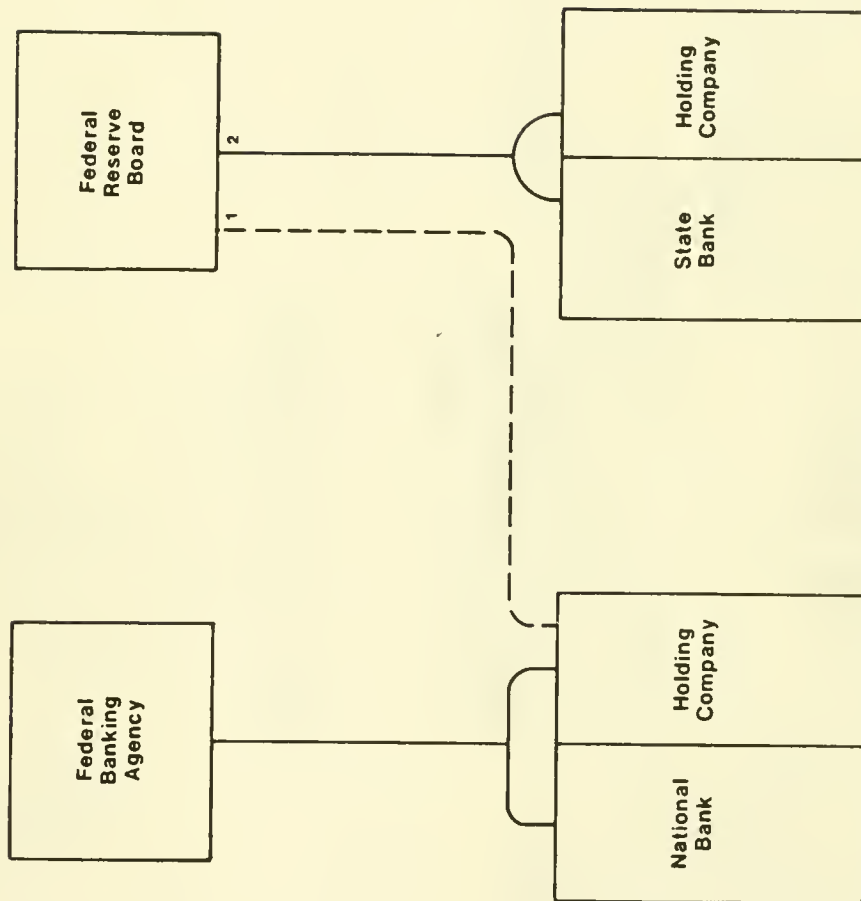 Federal
Banking
Agency
Federal
Reserve
Board
1
2
National
Bank
Holding
Company
State
Bank
Holding
Company